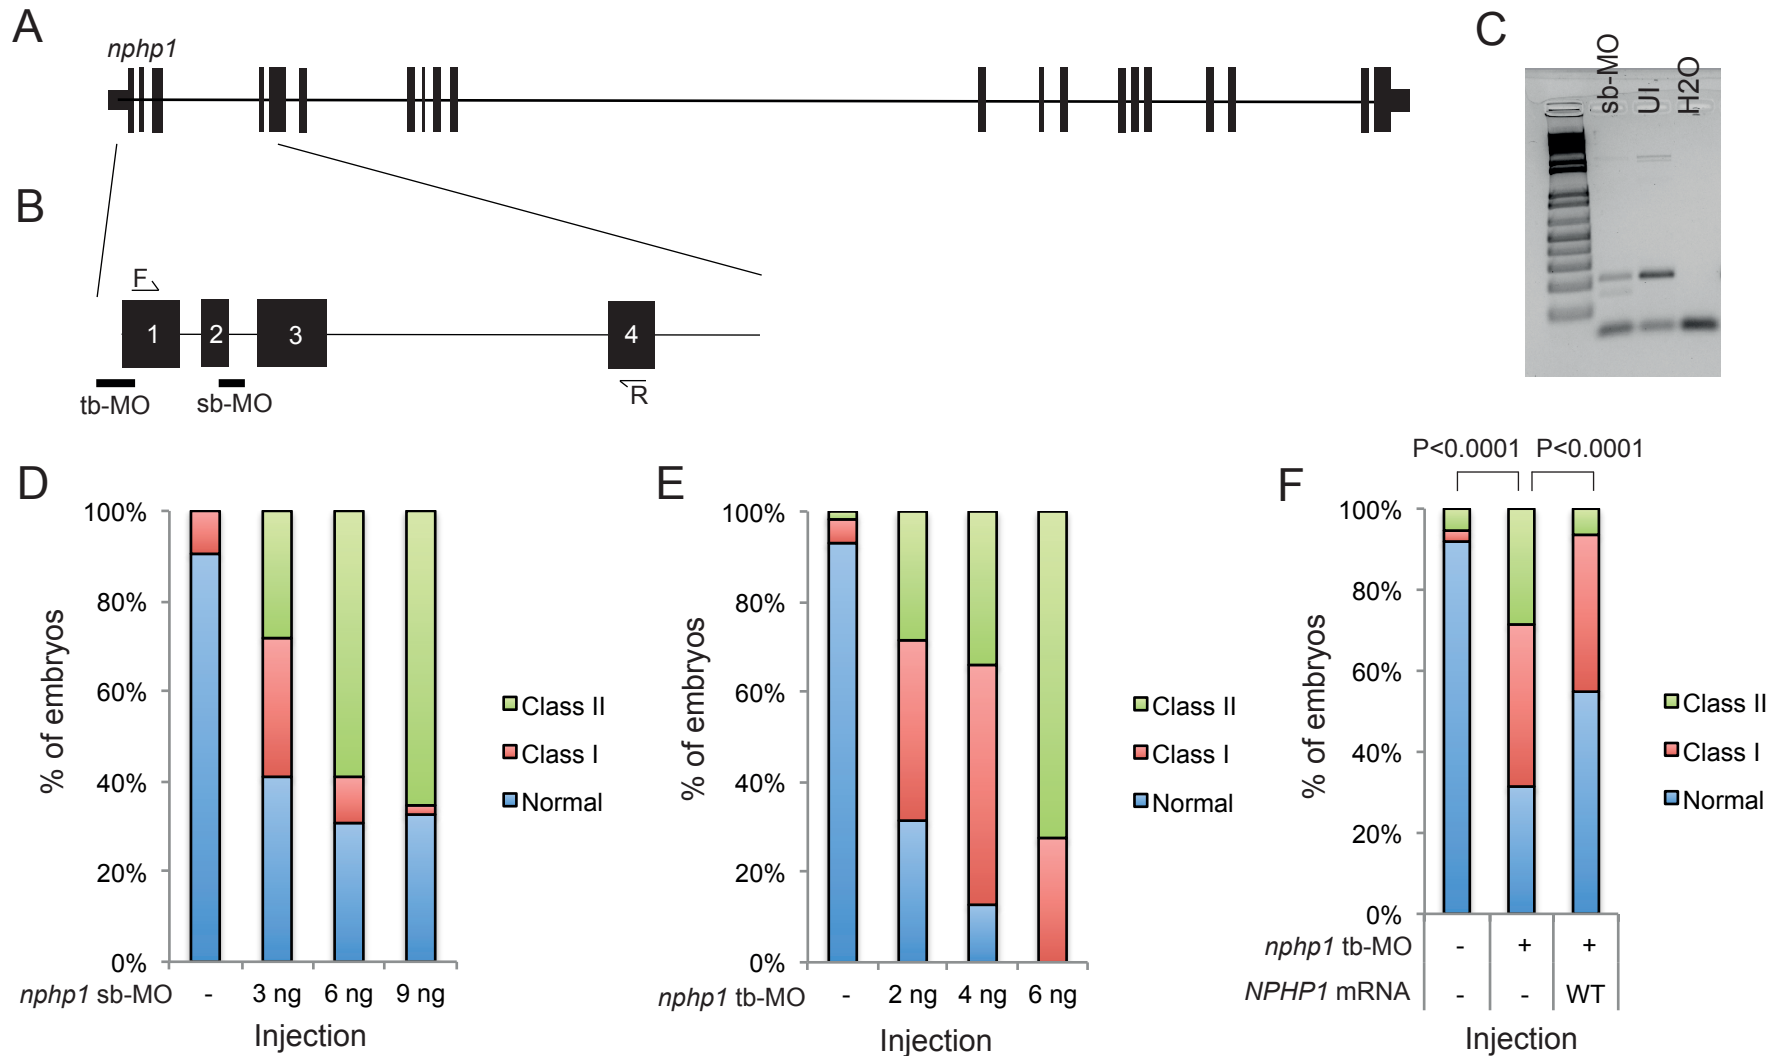 A
nphp1
C
sb-MO
UI
H2O
B
F
1
2
3
4
R
tb-MO
sb-MO
D
100%
80%
60%
40%
20%
0%
% of embryos
Class II
Class I
Normal
nphp1 sb-MO - 3 ng 6 ng 9 ng
Injection
E
100%
80%
60%
40%
20%
0%
% of embryos
Class II
Class I
Normal
nphp1 tb-MO - 2 ng 4 ng 6 ng
Injection
F
P<0.0001 P<0.0001
100%
80%
60%
40%
20%
0%
% of embryos
Class II
Class I
Normal
nphp1 tb-MO - + +
NPHP1 mRNA - - WT
Injection